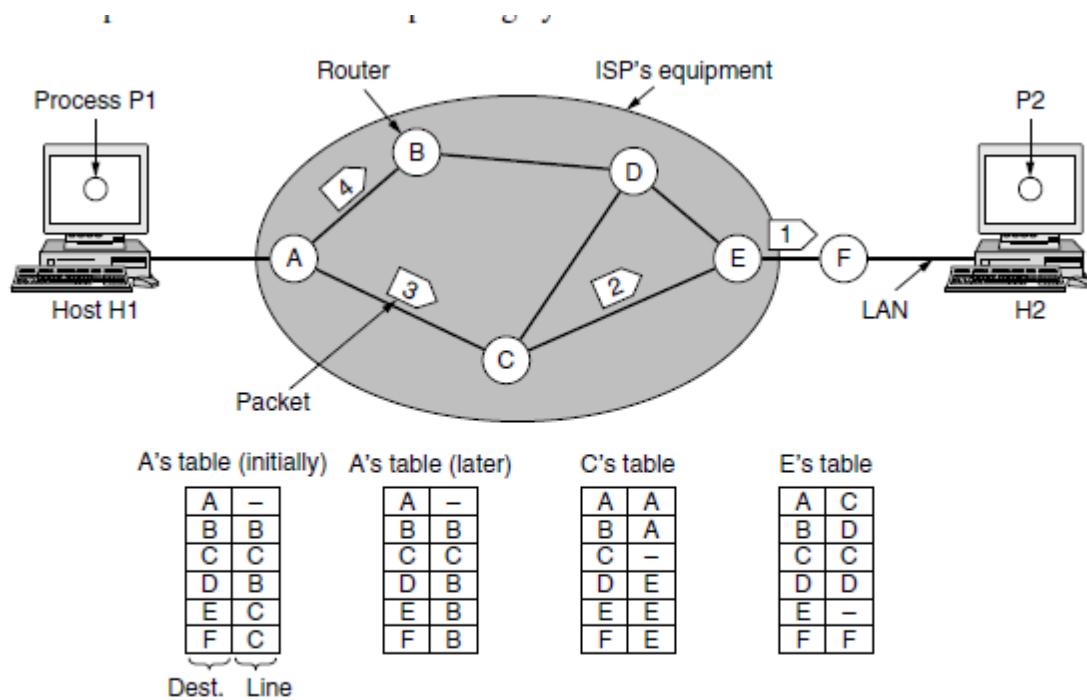 Router
ISP's equipment
Process P1
P2
B
D
4
1
A
E
F
3
2
Host H1
LAN
H2
C
Packet
A's table (initially) A's table (later) C's table E's table
A – A – A A A C
B B B B B A B D
C C C C C – C C
D B D B D E D D
E C E B E E E –
F C F B F E F F
Dest. Line